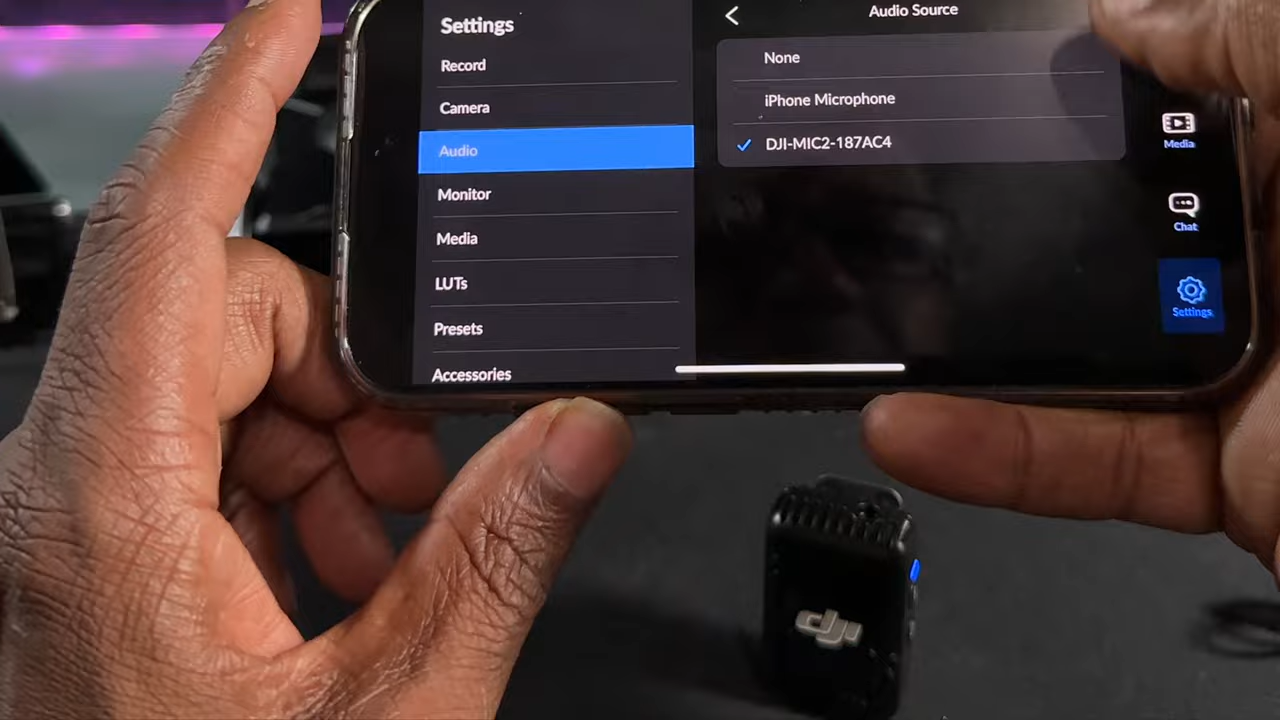 Settings
Record
Camera
Audio
Monitor
Media
LUTs
Presets
Accessories
Audio Source
None
iPhone Microphone
DJI-MIC2-187AC4
Media
Chat
Settings
dji